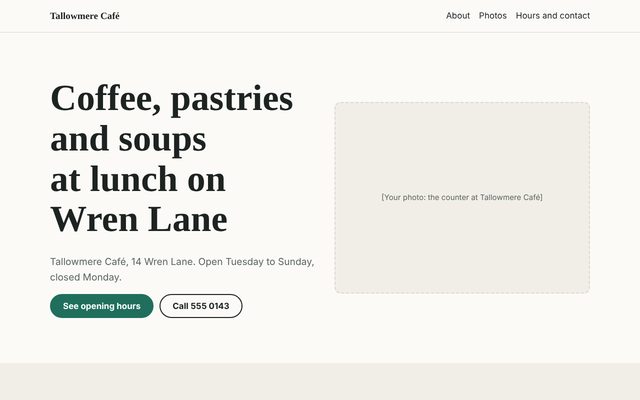 Tallowmere Café
About Photos Hours and contact
Coffee, pastries
and soups
at lunch on
Wren Lane
[Your photo: the counter at Tallowmere Café]
Tallowmere Café, 14 Wren Lane. Open Tuesday to Sunday,
closed Monday.
See opening hours
Call 555 0143